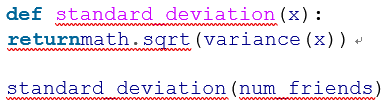 def standard_deviation(x):
returnmath.sqrt(variance(x))
standard_deviation(num_friends)